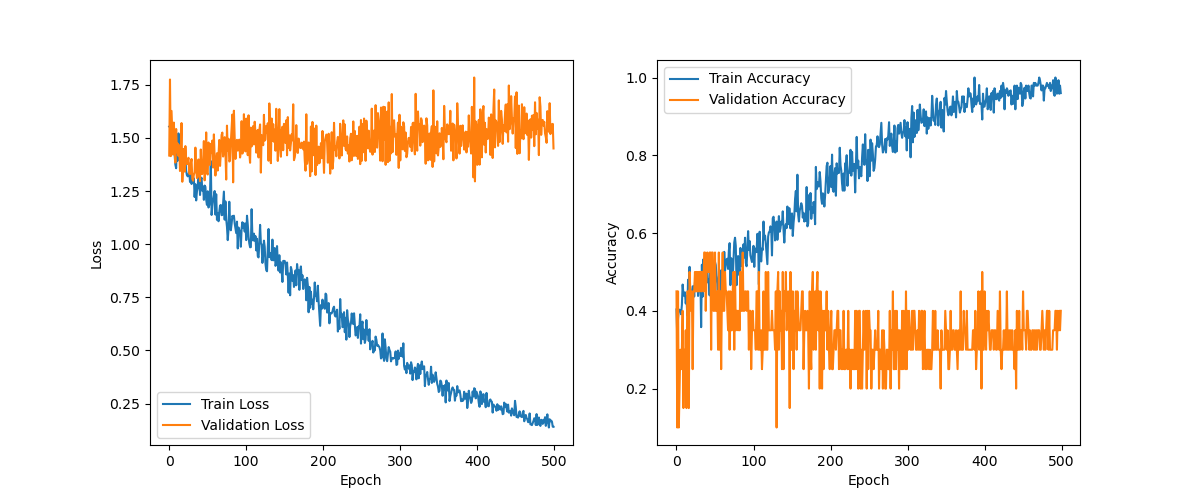 1.75
1.50
1.25
1.00
0.75
0.50
0.25
Loss
Train Loss
Validation Loss
0 100 200 300 400 500
Epoch
1.0
0.8
0.6
0.4
0.2
Accuracy
Train Accuracy
Validation Accuracy
0 100 200 300 400 500
Epoch